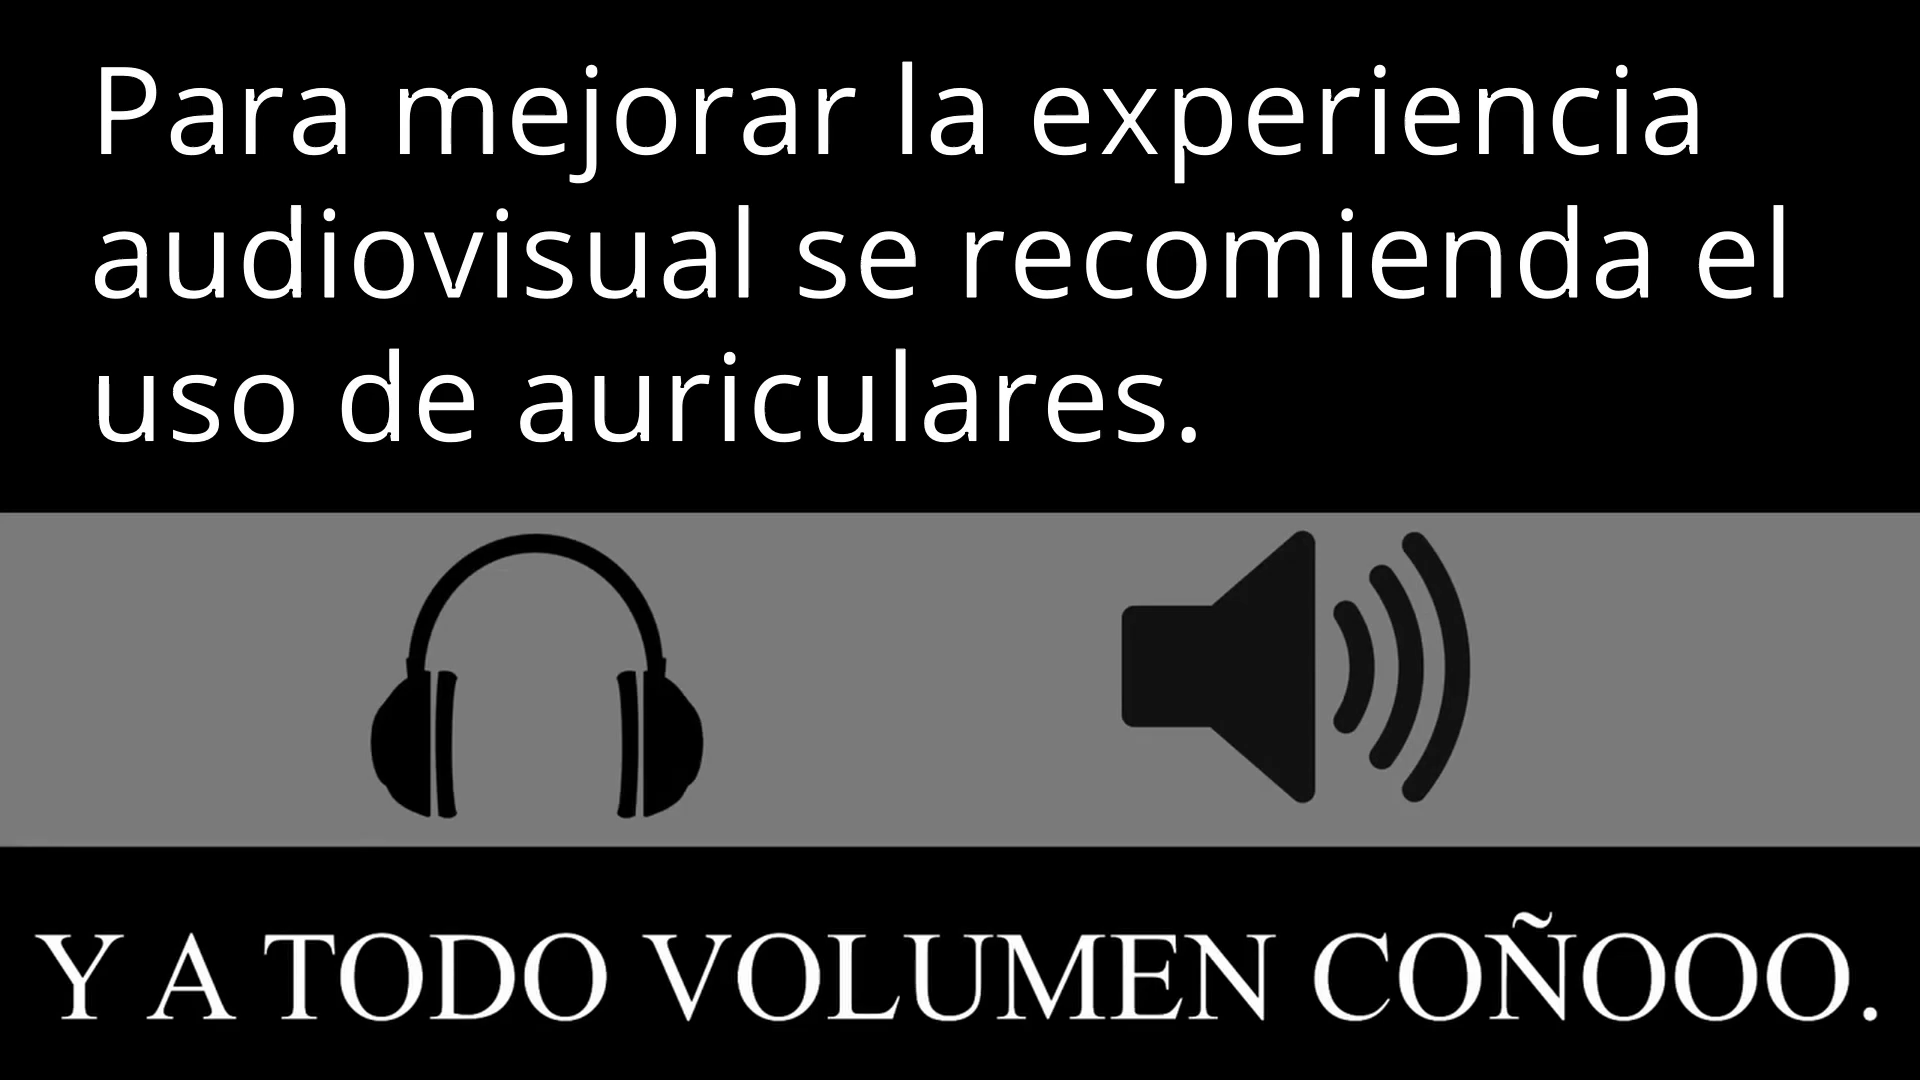 Para mejorar la experiencia
audiovisual se recomienda el
uso de auriculares.
Y A TODO VOLUMEN COÑOOO.